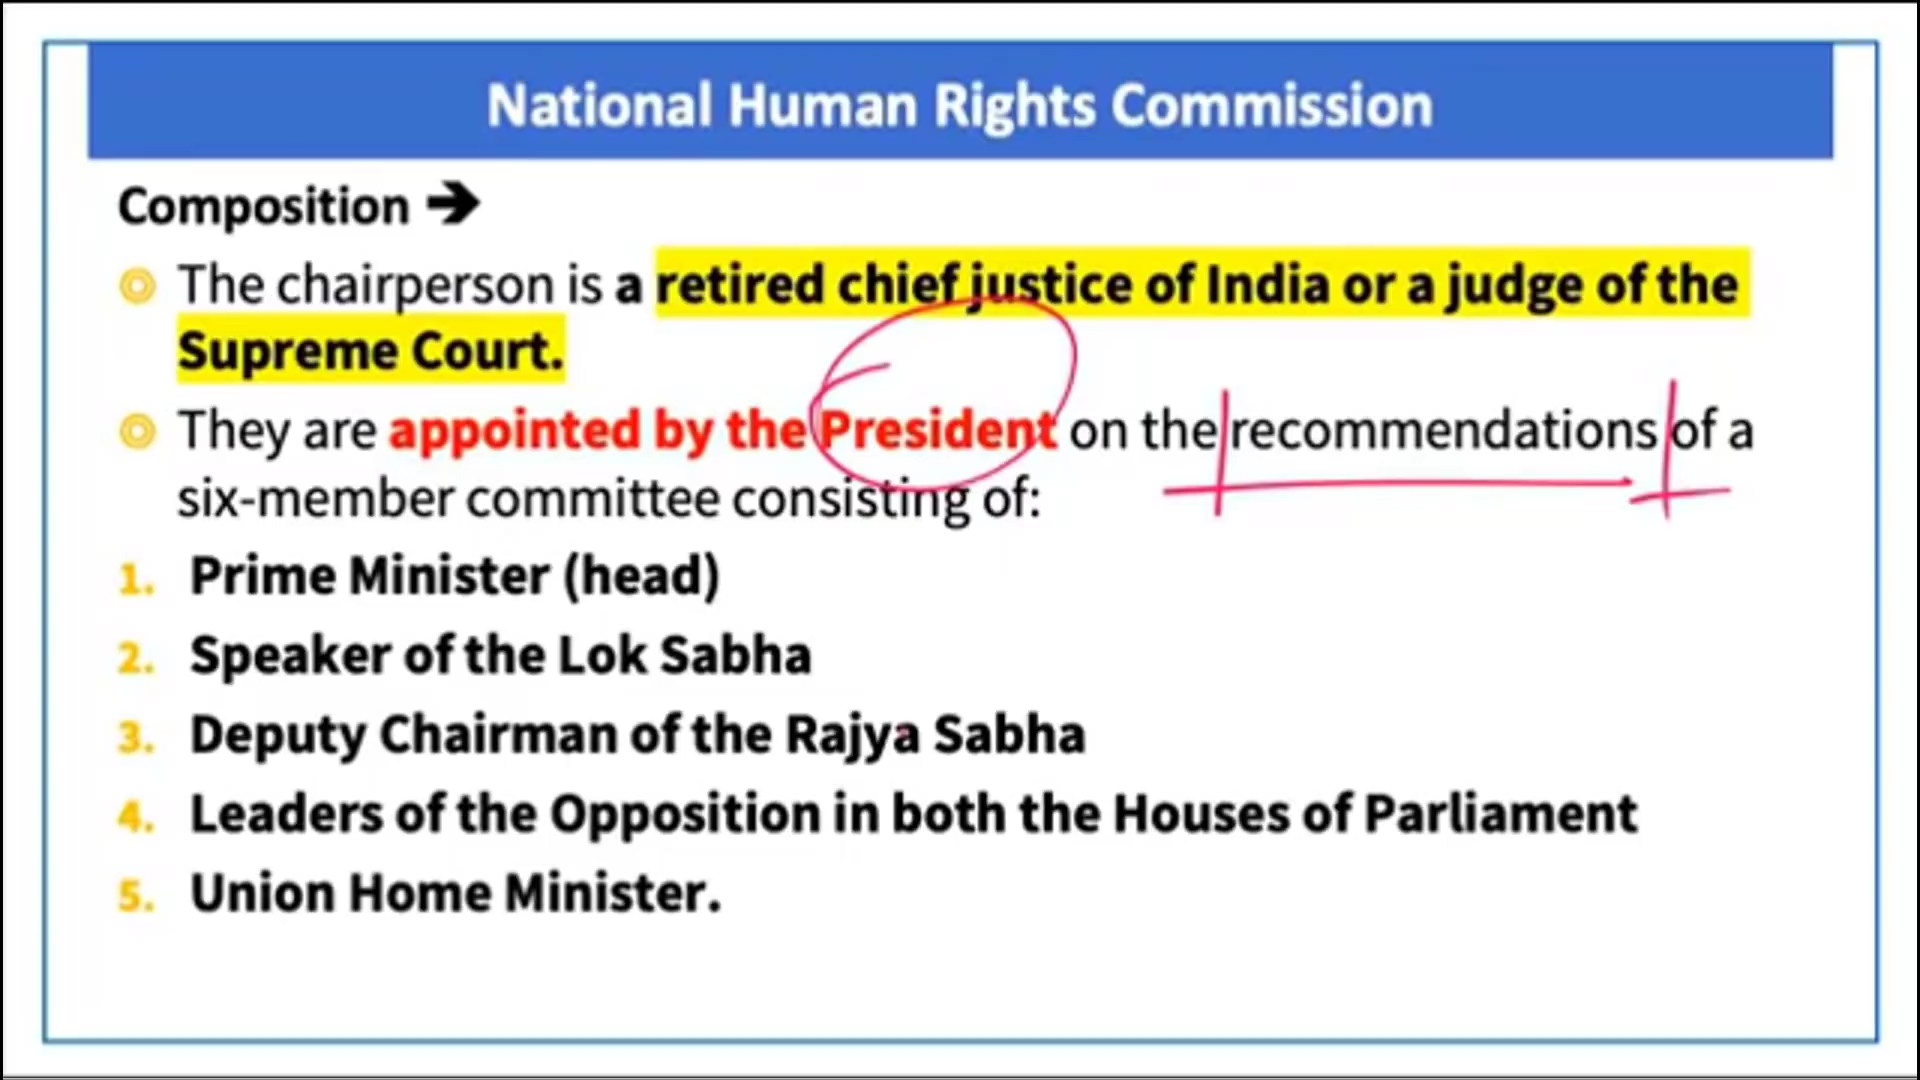 National Human Rights Commission
Composition ➔
The chairperson is a retired chief justice of India or a judge of the
Supreme Court.
They are appointed by the President on the recommendations of a
six-member committee consisting of:
1. Prime Minister (head)
2. Speaker of the Lok Sabha
3. Deputy Chairman of the Rajya Sabha
4. Leaders of the Opposition in both the Houses of Parliament
5. Union Home Minister.